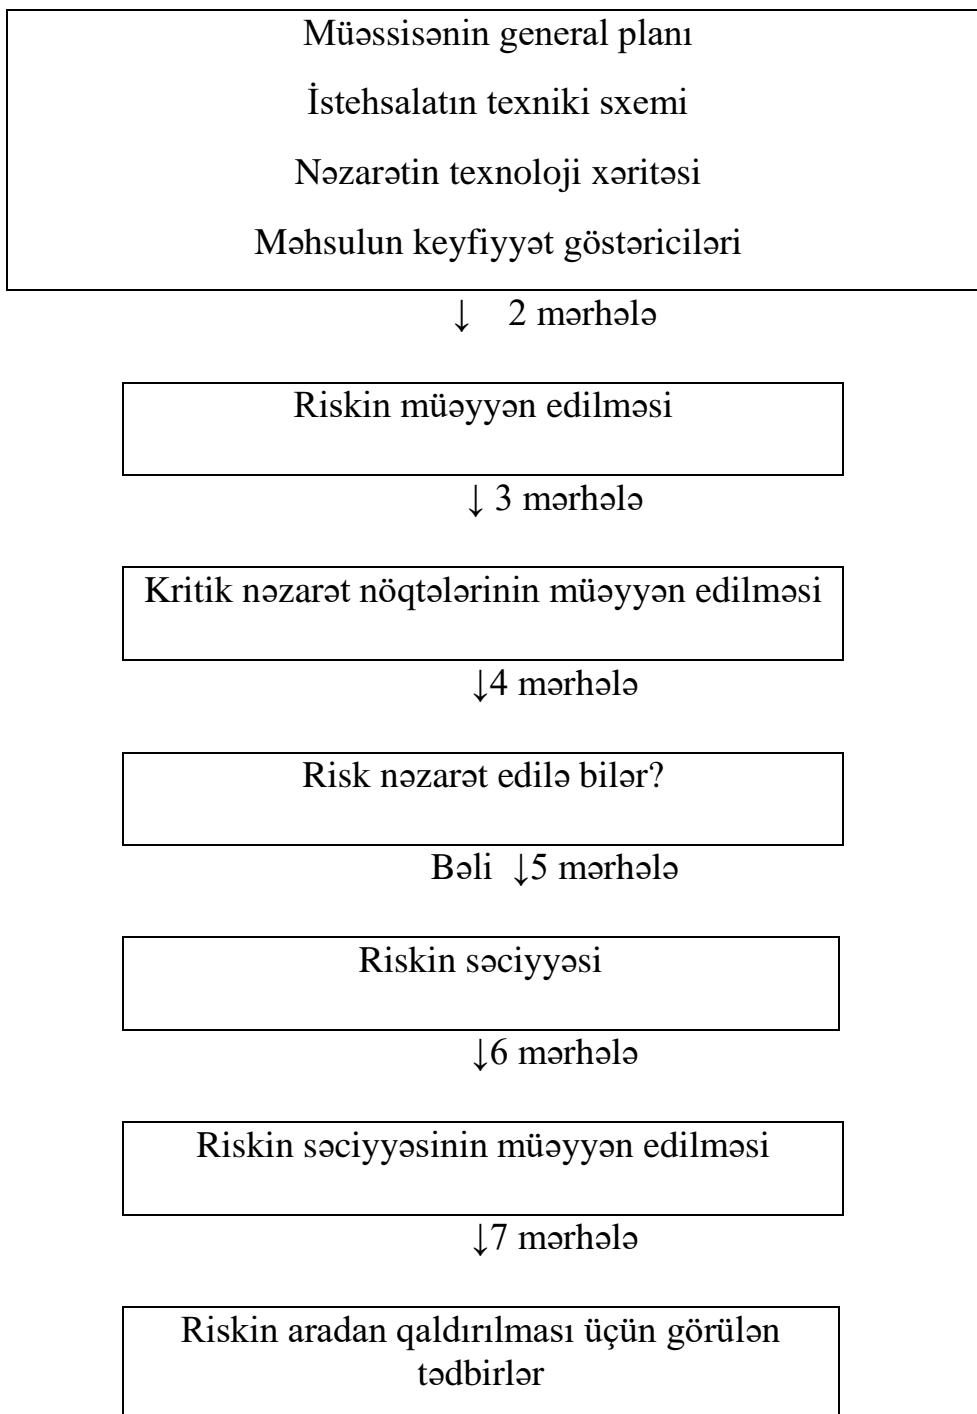 Müəssisənin general planı
İstehsalatın texniki sxemi
Nəzarətin texnoloji xəritəsi
Məhsulun keyfiyyət göstəriciləri
↓ 2 mərhələ
Riskin müəyyən edilməsi
↓ 3 mərhələ
Kritik nəzarət nöqtələrinin müəyyən edilməsi
↓4 mərhələ
Risk nəzarət edilə bilər?
Bəli ↓5 mərhələ
Riskin səciyyəsi
↓6 mərhələ
Riskin səciyyəsinin müəyyən edilməsi
↓7 mərhələ
Riskin aradan qaldırılması üçün görülən
tədbirlər